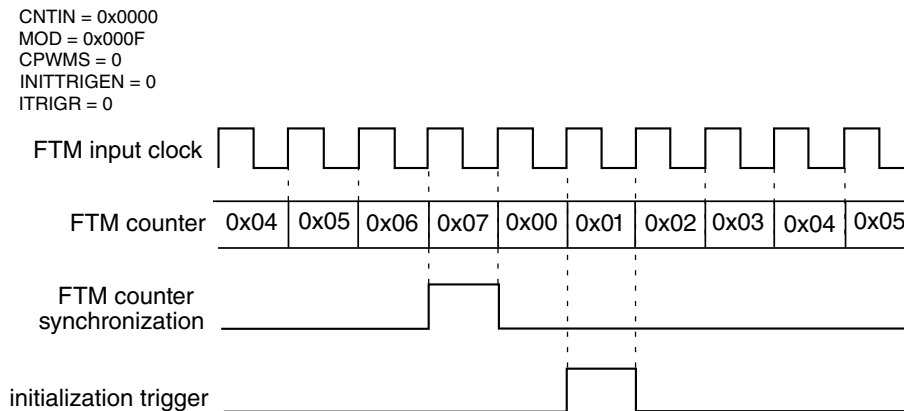 CNTIN = 0x0000
MOD = 0x000F
CPWMS = 0
INITTRIGEN = 0
ITRIGR = 0
FTM input clock
FTM counter 0x04 0x05 0x06 0x07 0x00 0x01 0x02 0x03 0x04 0x05
FTM counter
synchronization
initialization trigger